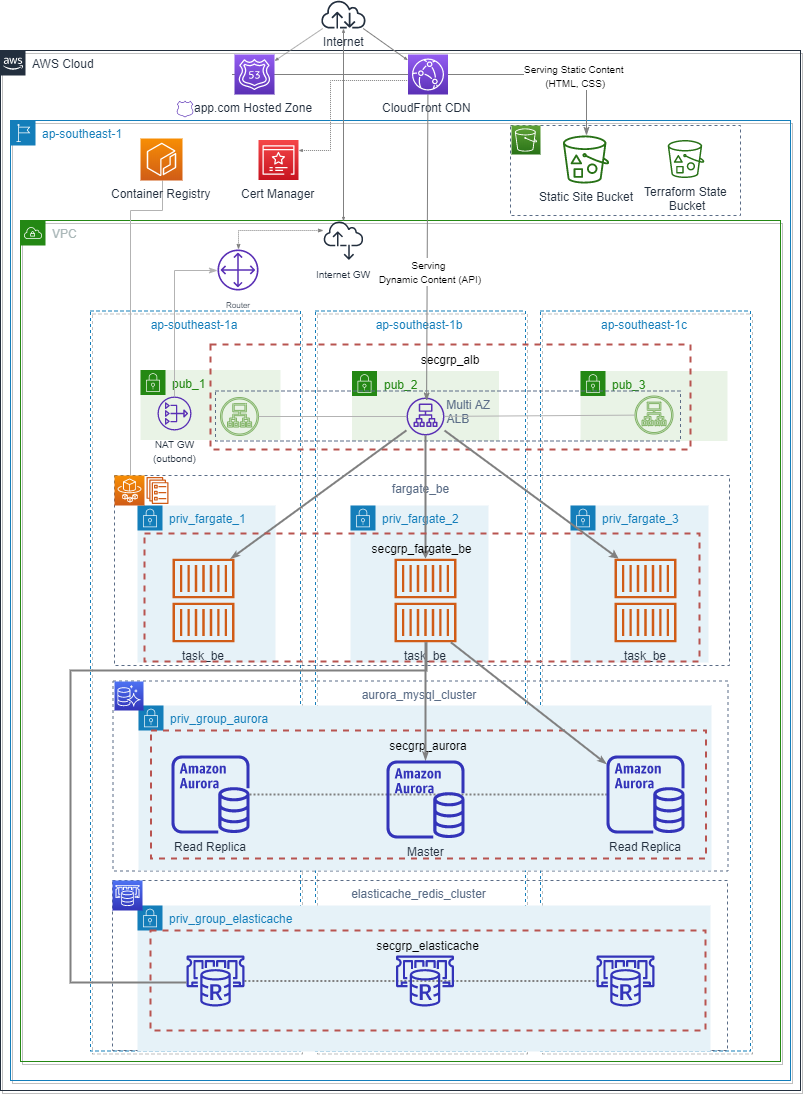 Internet
aws
AWS Cloud
53
Serving Static Content
(HTML, CSS)
app.com Hosted Zone
CloudFront CDN
ap-southeast-1
Container Registry
Cert Manager
Static Site Bucket
Terraform State
Bucket
VPC
Internet GW
Serving
Dynamic Content (API)
Router
ap-southeast-1a
ap-southeast-1b
ap-southeast-1c
secgrp_alb
pub_1
pub_2
pub_3
Multi AZ
ALB
NAT GW
(outbond)
fargate_be
priv_fargate_1
priv_fargate_2
priv_fargate_3
secgrp_fargate_be
task_be
task_be
task_be
aurora_mysql_cluster
priv_group_aurora
secgrp_aurora
Amazon
Aurora
Amazon
Aurora
Amazon
Aurora
Read Replica
Master
Read Replica
elasticache_redis_cluster
priv_group_elasticache
secgrp_elasticache
R
R
R